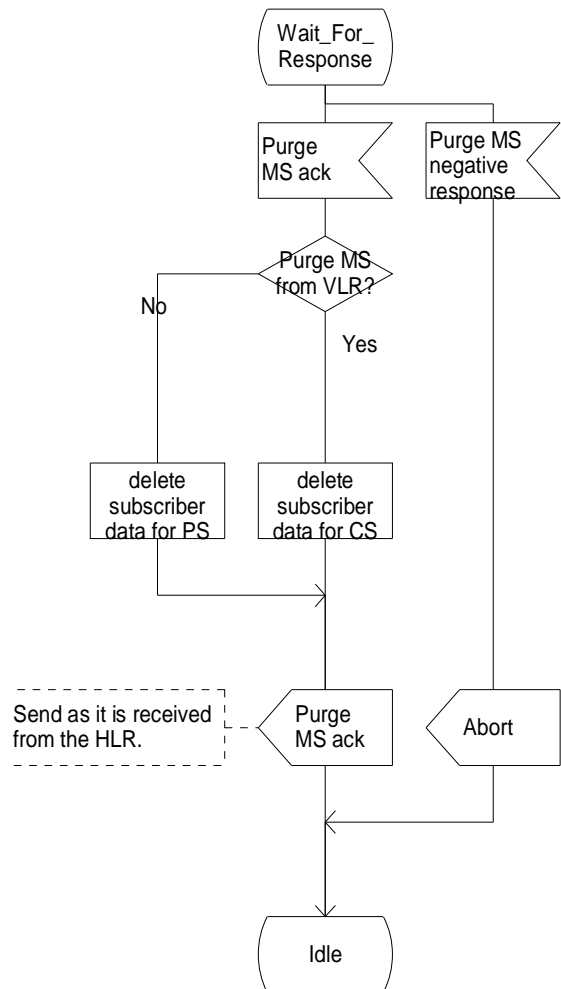 Wait_For_
Response
Purge
MS ack
Purge MS
negative
response
Purge MS
from VLR?
No
Yes
delete
subscriber
data for PS
delete
subscriber
data for CS
Send as it is received
from the HLR.
Purge
MS ack
Abort
Idle